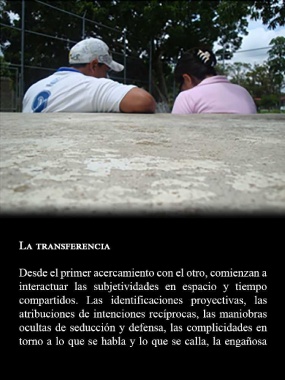 LA TRANSFERENCIA
Desde el primer acercamiento con el otro, comienzan a
interactuar las subjetividades en espacio y tiempo
compartidos. Las identificaciones proyectivas, las
atribuciones de intenciones recíprocas, las maniobras
ocultas de seducción y defensa, las complicidades en
torno a lo que se habla y lo que se calla, la engañosa